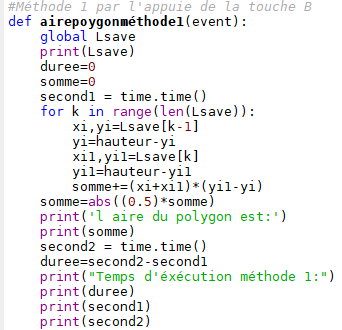 #Méthode 1 par l'appuie de la touche B
def airepoygonméthode1(event):
global Lsave
print(Lsave)
duree=0
somme=0
second1 = time.time()
for k in range(len(Lsave)):
xi,yi=Lsave[k-1]
yi=hauteur-yi
xi1,yi1=Lsave[k]
yi1=hauteur-yi1
somme+=(xi+xi1)*(yi1-yi)
somme=abs((0.5)*somme)
print('l aire du polygon est:')
print(somme)
second2 = time.time()
duree=second2-second1
print("Temps d'éxécution méthode 1:")
print(duree)
print(second1)
print(second2)